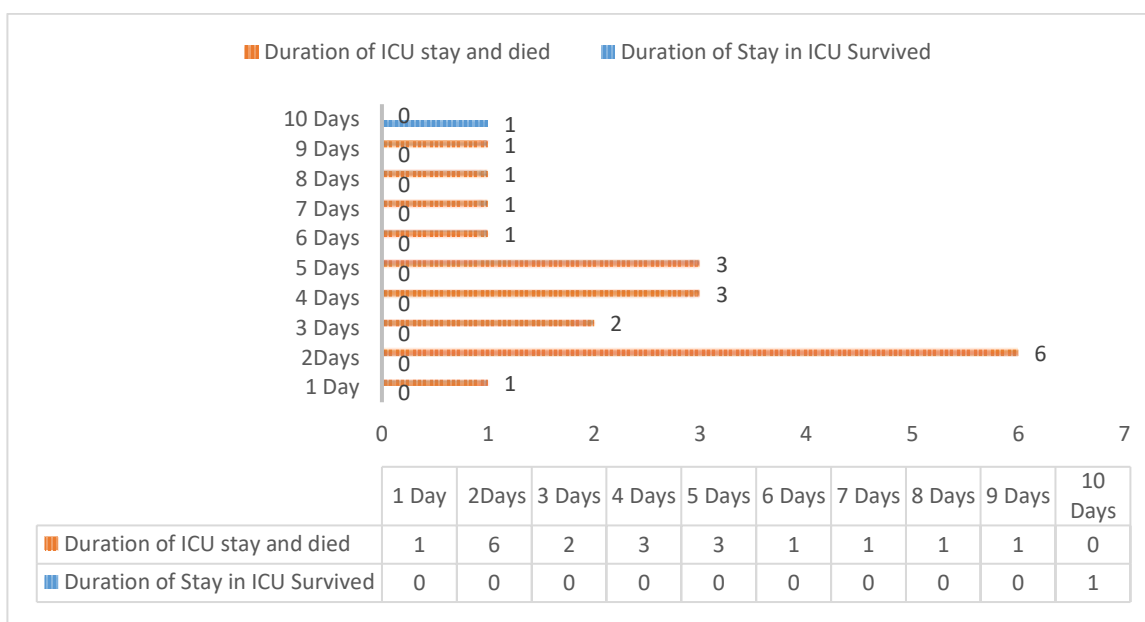 Duration of ICU stay and died Duration of Stay in ICU Survived
10 Days 0
1
9 Days 1
0
8 Days 1
0
7 Days 1
0
6 Days 1
0
5 Days 3
0
4 Days 3
0
3 Days 2
0
2Days 6
0
1 Day 1
0
0 1 2 3 4 5 6 7
1 Day 2Days 3 Days 4 Days 5 Days 6 Days 7 Days 8 Days 9 Days 10
Days
Duration of ICU stay and died 1 6 2 3 3 1 1 1 1 0
Duration of Stay in ICU Survived 0 0 0 0 0 0 0 0 0 1